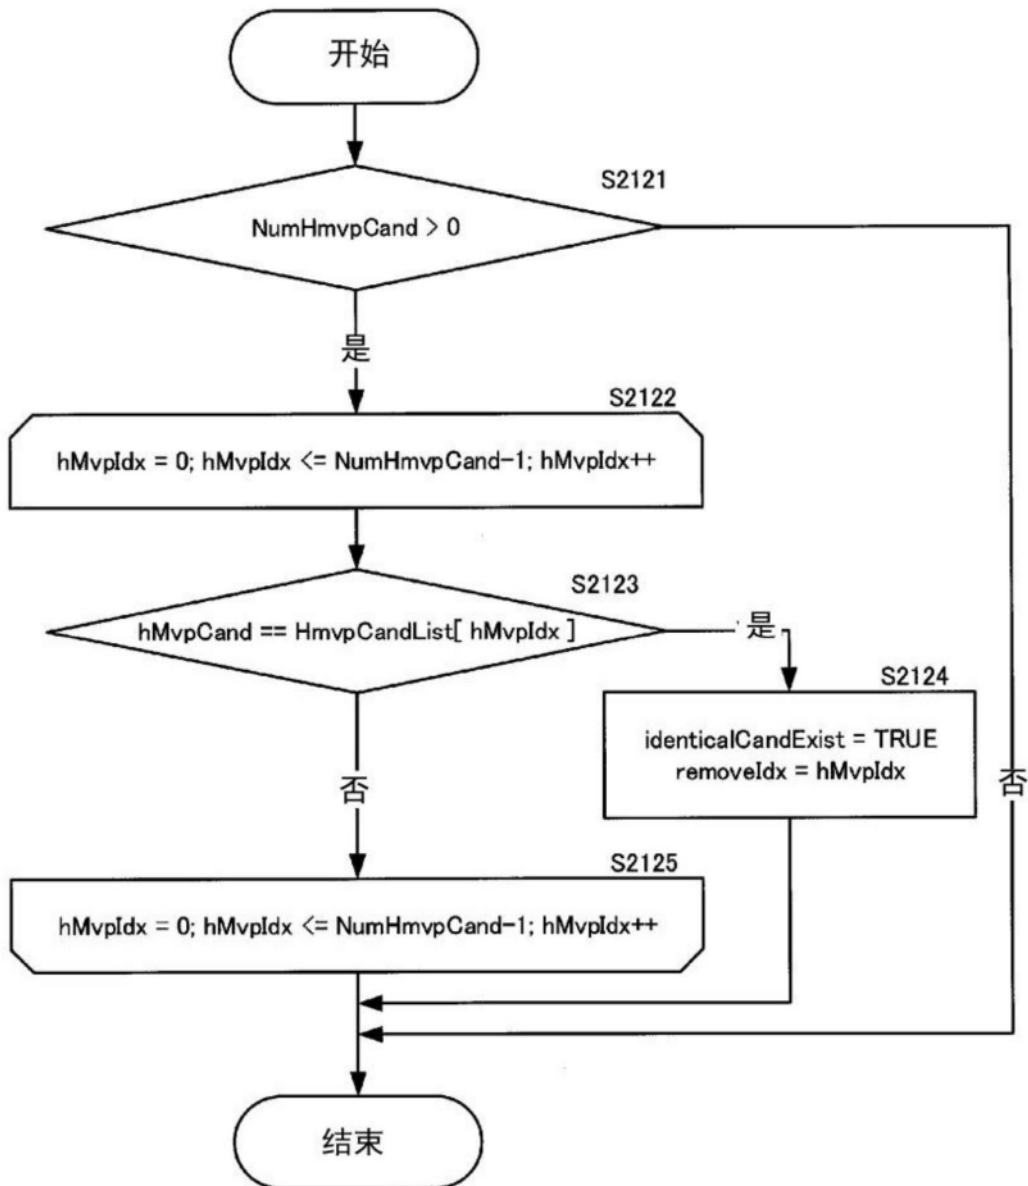 开始
S2121
NumHmvpCand > 0
是
S2122
hMvpIdx = 0; hMvpIdx <= NumHmvpCand-1; hMvpIdx++
S2123
hMvpCand == HmvpCandList[ hMvpIdx ]
是
S2124
identicalCandExist = TRUE
removeIdx = hMvpIdx
否
否
S2125
hMvpIdx = 0; hMvpIdx <= NumHmvpCand-1; hMvpIdx++
结束